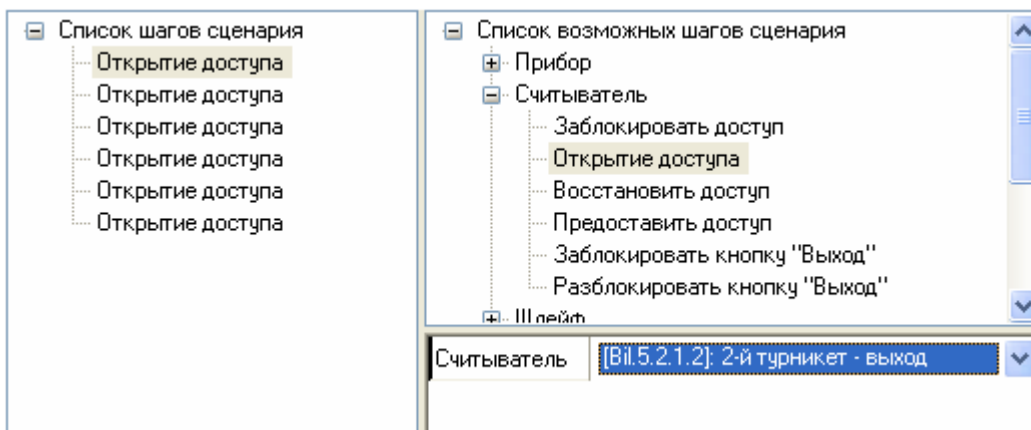 Список шагов сценария
Открытие доступа
Открытие доступа
Открытие доступа
Открытие доступа
Открытие доступа
Открытие доступа
Список возможных шагов сценария
Прибор
Считыватель
Заблокировать доступ
Открытие доступа
Восстановить доступ
Предоставить доступ
Заблокировать кнопку "Выход"
Разблокировать кнопку "Выход"
Шлейф
Считыватель [Bil.5.2.1.2]: 2-й турникет - выход